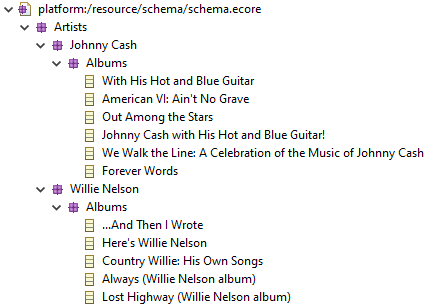 platform:/resource/schema/schema.ecore
Artists
Johnny Cash
Albums
With His Hot and Blue Guitar
American VI: Ain't No Grave
Out Among the Stars
Johnny Cash with His Hot and Blue Guitar!
We Walk the Line: A Celebration of the Music of Johnny Cash
Forever Words
Willie Nelson
Albums
...And Then I Wrote
Here's Willie Nelson
Country Willie: His Own Songs
Always (Willie Nelson album)
Lost Highway (Willie Nelson album)